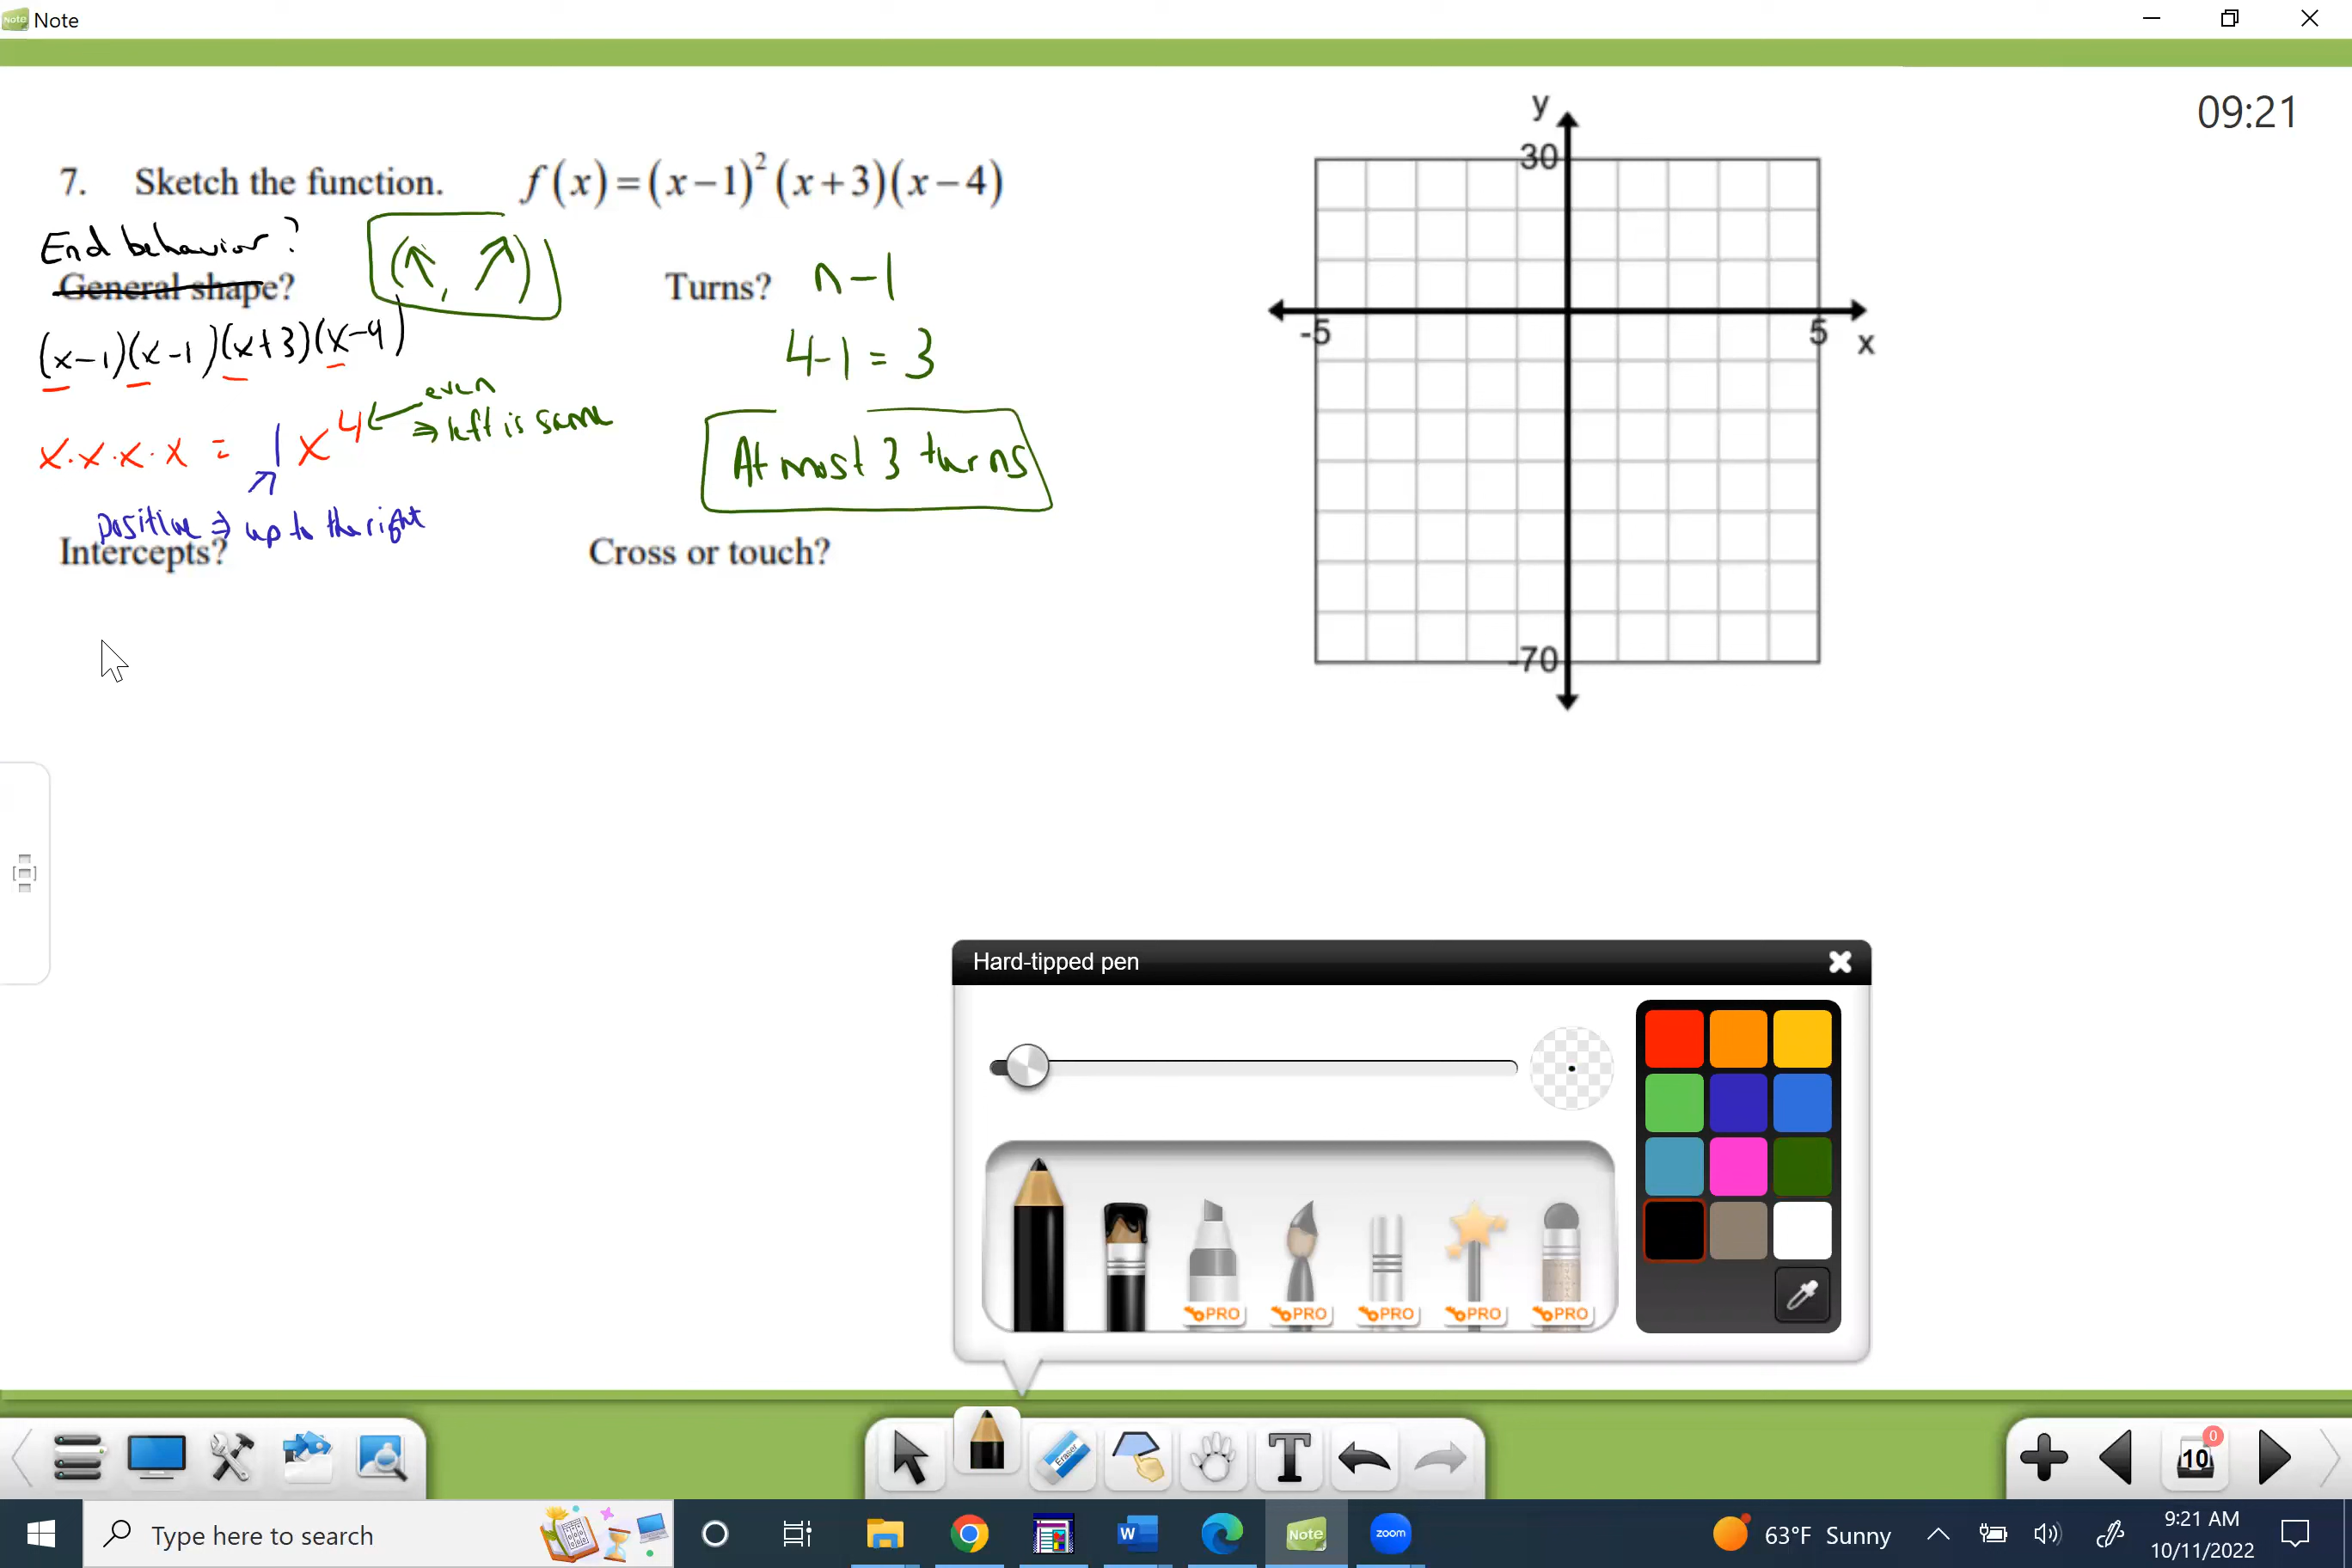 Note
09:21
7. Sketch the function. f(x)=(x−1)²(x+3)(x−4)
End behavior?
(↖, ↗)
General shape?
Turns? n−1
(x−1)(x−1)(x+3)(x−4)
4−1 = 3
even
⇒ left is same
x·x·x·x = 1x⁴
At most 3 turns
positive ⇒ up to the right
Intercepts?
Cross or touch?
y
30
-5
5
x
-70
Hard-tipped pen
PRO
PRO
PRO
PRO
PRO
Eraser
T
10
0
Type here to search
W
Note
zoom
63°F Sunny
9:21 AM
10/11/2022